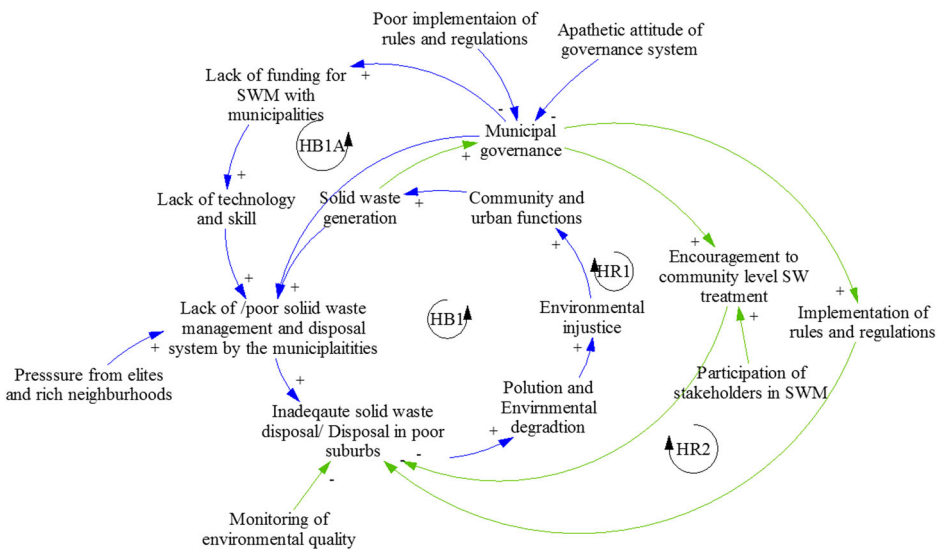 Poor implementaion of
rules and regulations
Apathetic attitude of
governance system
Lack of funding for
SWM with
municipalities
+
-
-
HB1A
Municipal
governance
+
+
Lack of technology
and skill
Solid waste
generation
+
Community and
urban functions
+
+
+
+
HR1
Encouragement to
community level SW
treatment
+
Lack of /poor soliid waste
management and disposal
system by the municiplaitities
HB1
Environmental
injustice
+
+
Implementation of
rules and regulations
+
Presssure from elites
and rich neighburhoods
+
Participation of
stakeholders in SWM
Polution and
Envirnmental
degradtion
+
Inadeqaute solid waste
disposal/ Disposal in poor
suburbs
+
-
-
HR2
-
Monitoring of
environmental quality